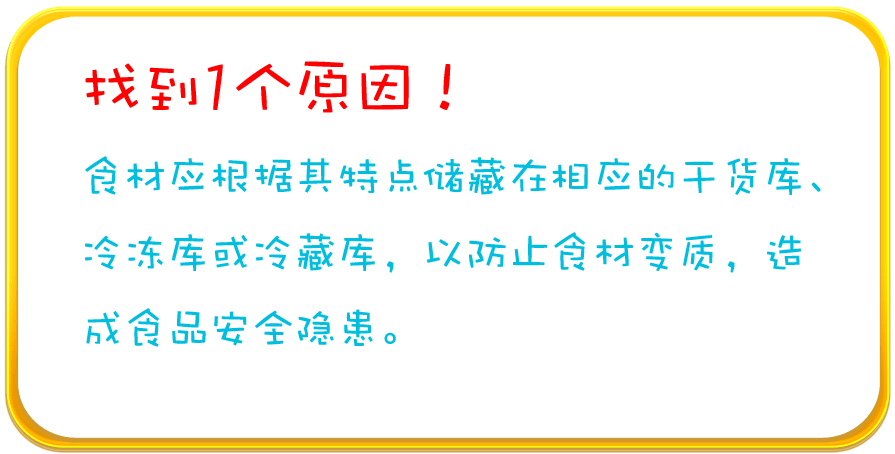 找到1个原因！
食材应根据其特点储藏在相应的干货库、
冷冻库或冷藏库，以防止食材变质，造
成食品安全隐患。